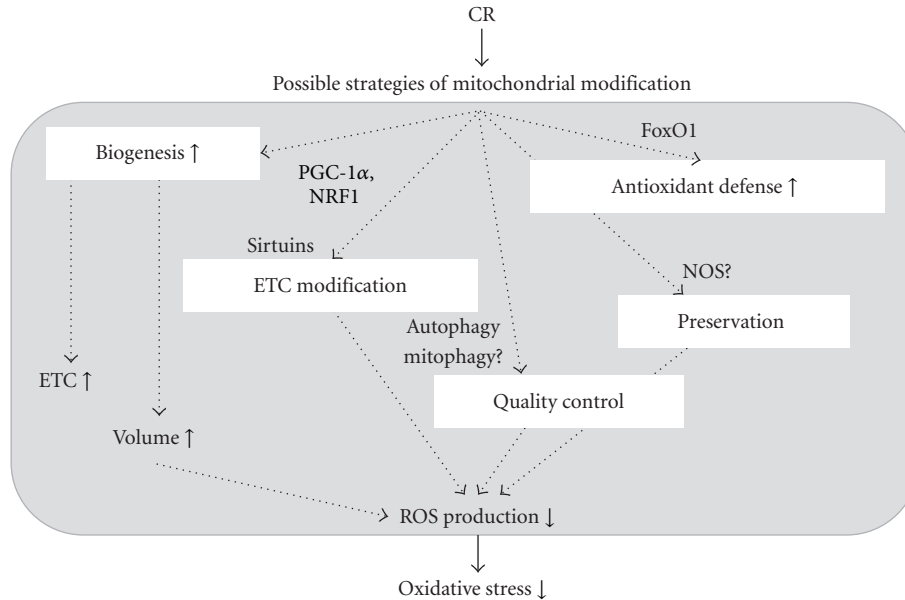 CR
Possible strategies of mitochondrial modification
FoxO1
Biogenesis ↑
PGC-1α,
NRF1
Antioxidant defense ↑
Sirtuins
ETC modification
NOS?
Preservation
Autophagy
mitophagy?
ETC ↑
Quality control
Volume ↑
ROS production ↓
Oxidative stress ↓